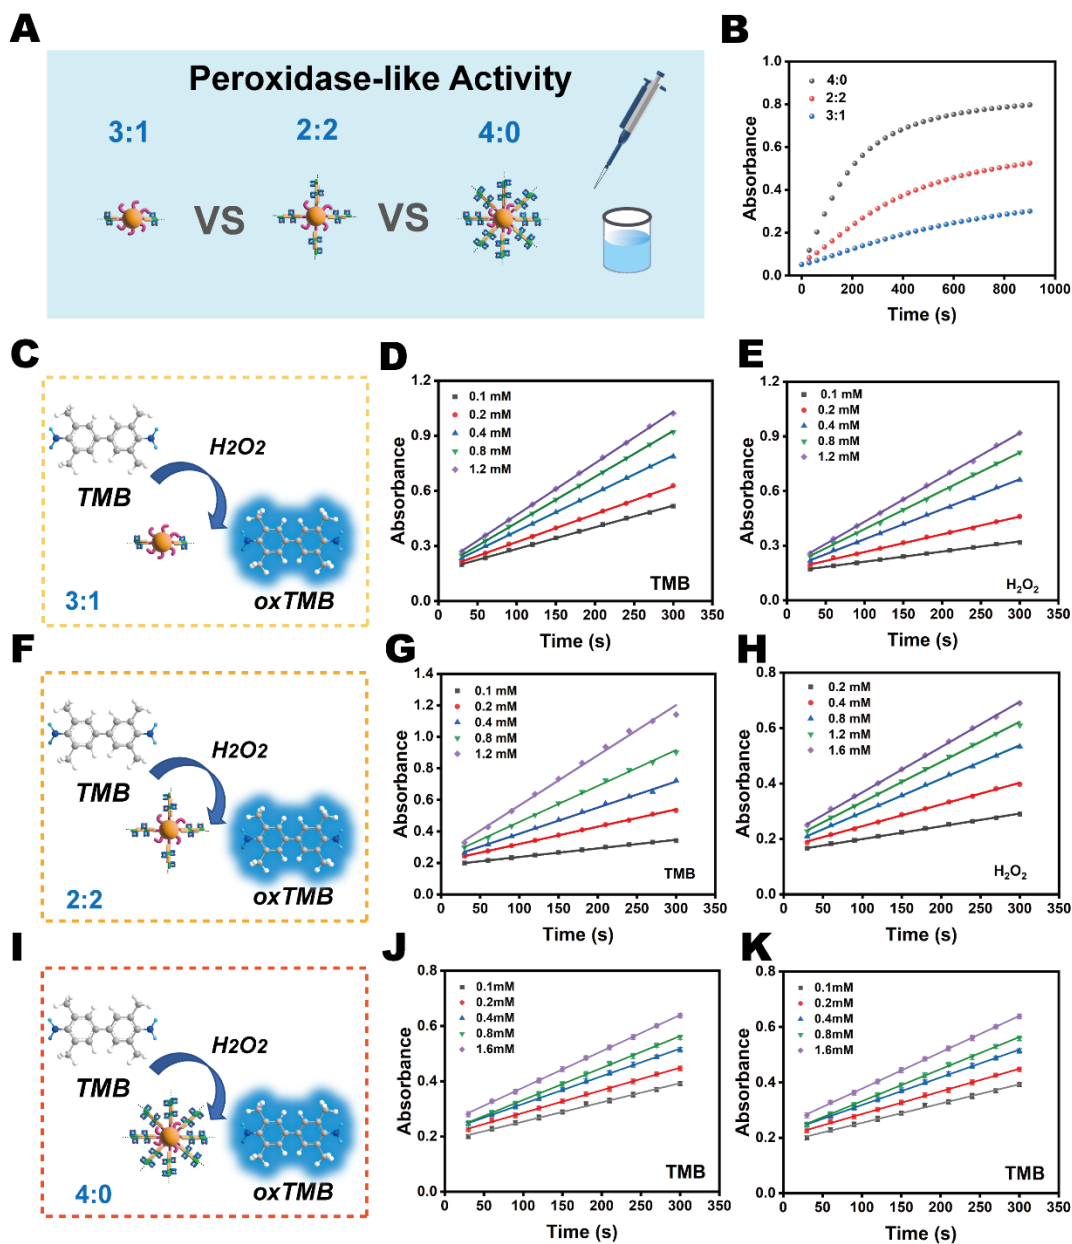 A
Peroxidase-like Activity
3:1
2:2
4:0
VS
VS
B
Absorbance
1.0
0.8
0.6
0.4
0.2
0.0
4:0
2:2
3:1
0 200 400 600 800 1000
Time (s)
C
TMB
H2O2
oxTMB
3:1
D
Absorbance
1.2
0.9
0.6
0.3
0.0
0.1 mM
0.2 mM
0.4 mM
0.8 mM
1.2 mM
TMB
0 50 100 150 200 250 300 350
Time (s)
E
Absorbance
1.2
0.9
0.6
0.3
0.0
0.1 mM
0.2 mM
0.4 mM
0.8 mM
1.2 mM
H₂O₂
0 50 100 150 200 250 300 350
Time (s)
F
TMB
H2O2
oxTMB
2:2
G
Absorbance
1.4
1.2
1.0
0.8
0.6
0.4
0.2
0.0
0.1 mM
0.2 mM
0.4 mM
0.8 mM
1.2 mM
TMB
0 50 100 150 200 250 300 350
Time (s)
H
Absorbance
0.8
0.6
0.4
0.2
0.0
0.2 mM
0.4 mM
0.8 mM
1.2 mM
1.6 mM
H₂O₂
0 50 100 150 200 250 300 350
Time (s)
I
TMB
H2O2
oxTMB
4:0
J
Absorbance
0.8
0.6
0.4
0.2
0.0
0.1mM
0.2mM
0.4mM
0.8mM
1.6mM
TMB
0 50 100 150 200 250 300 350
Time (s)
K
Absorbance
0.8
0.6
0.4
0.2
0.0
0.1mM
0.2mM
0.4mM
0.8mM
1.6mM
TMB
0 50 100 150 200 250 300 350
Time (s)